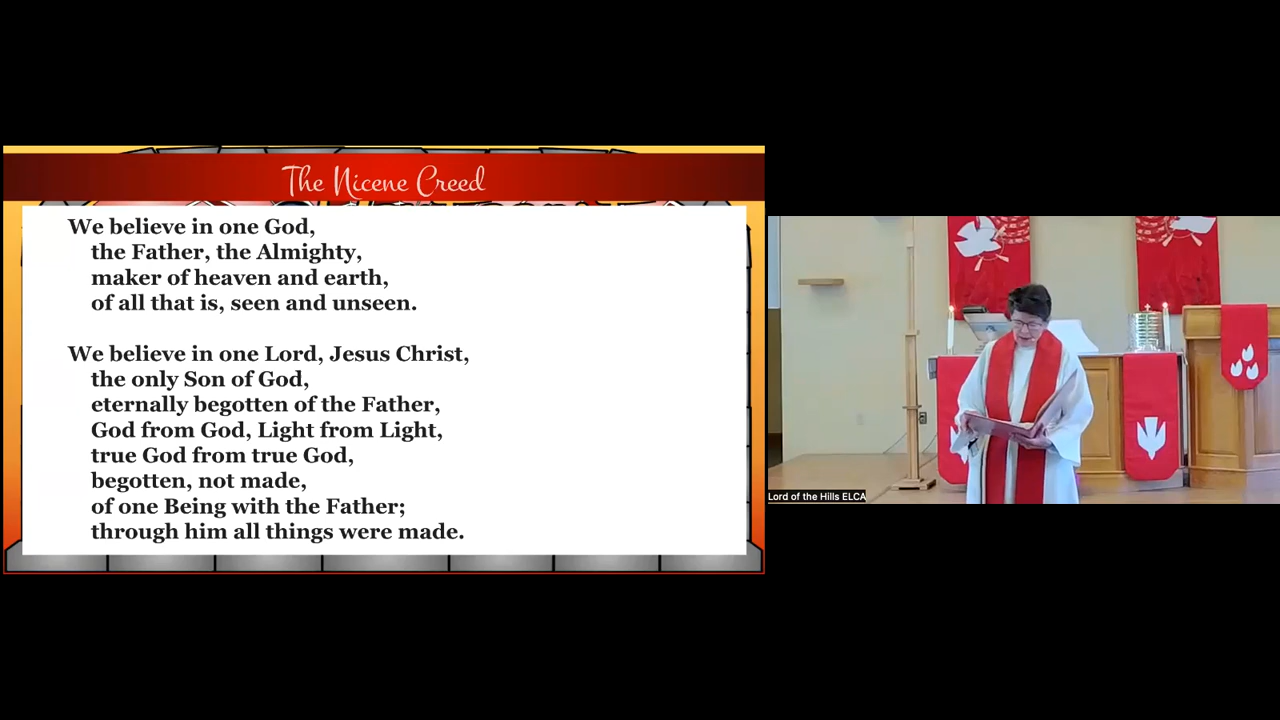 The Nicene Creed
We believe in one God,
the Father, the Almighty,
maker of heaven and earth,
of all that is, seen and unseen.
We believe in one Lord, Jesus Christ,
the only Son of God,
eternally begotten of the Father,
God from God, Light from Light,
true God from true God,
begotten, not made,
of one Being with the Father;
through him all things were made.
Lord of the Hills ELCA